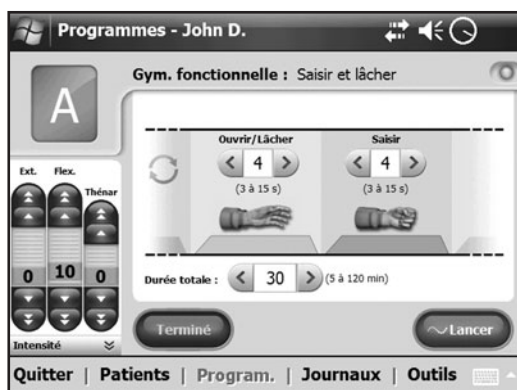 Programmes - John D.
A
Gym. fonctionnelle : Saisir et lâcher
Ouvrir/Lâcher
Saisir
4
4
(3 à 15 s)
(3 à 15 s)
Ext.
Flex.
Thénar
0
10
0
Durée totale : 30 (5 à 120 min)
Intensité
Terminé
Lancer
Quitter | Patients | Program. | Journaux | Outils